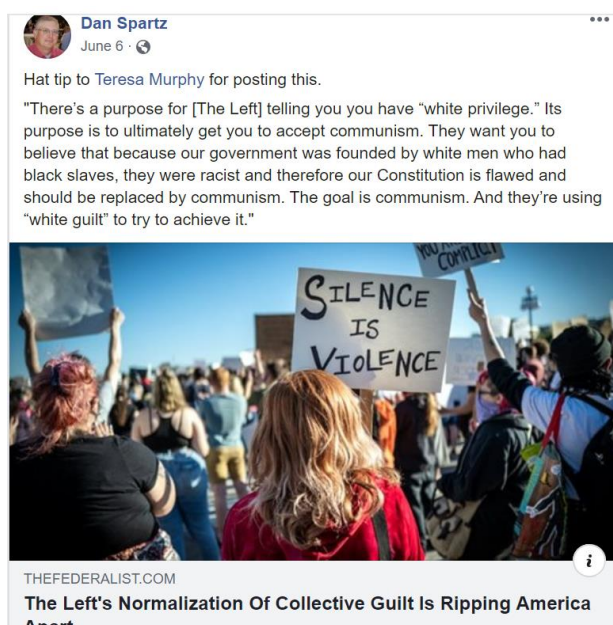 Dan Spartz
June 6
Hat tip to Teresa Murphy for posting this.
"There's a purpose for [The Left] telling you you have “white privilege.” Its
purpose is to ultimately get you to accept communism. They want you to
believe that because our government was founded by white men who had
black slaves, they were racist and therefore our Constitution is flawed and
should be replaced by communism. The goal is communism. And they’re using
“white guilt” to try to achieve it."
COMPLICIT
SILENCE
IS
VIOLENCE
THEFEDERALIST.COM
The Left's Normalization Of Collective Guilt Is Ripping America